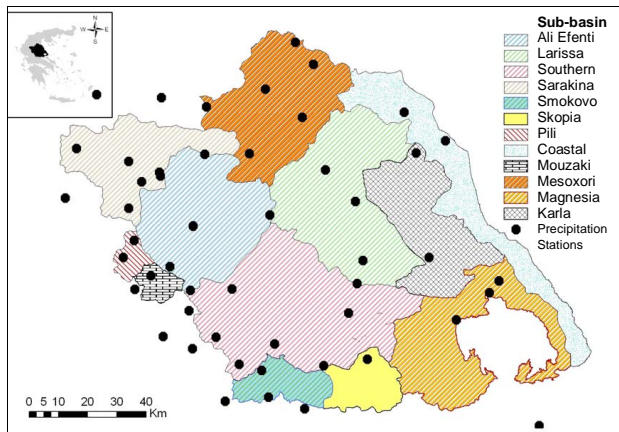 N
W E
S
Sub-basin
Ali Efenti
Larissa
Southern
Sarakina
Smokovo
Skopia
Pili
Coastal
Mouzaki
Mesoxori
Magnesia
Karla
Precipitation
Stations
0 5 10 20 30 40
Km